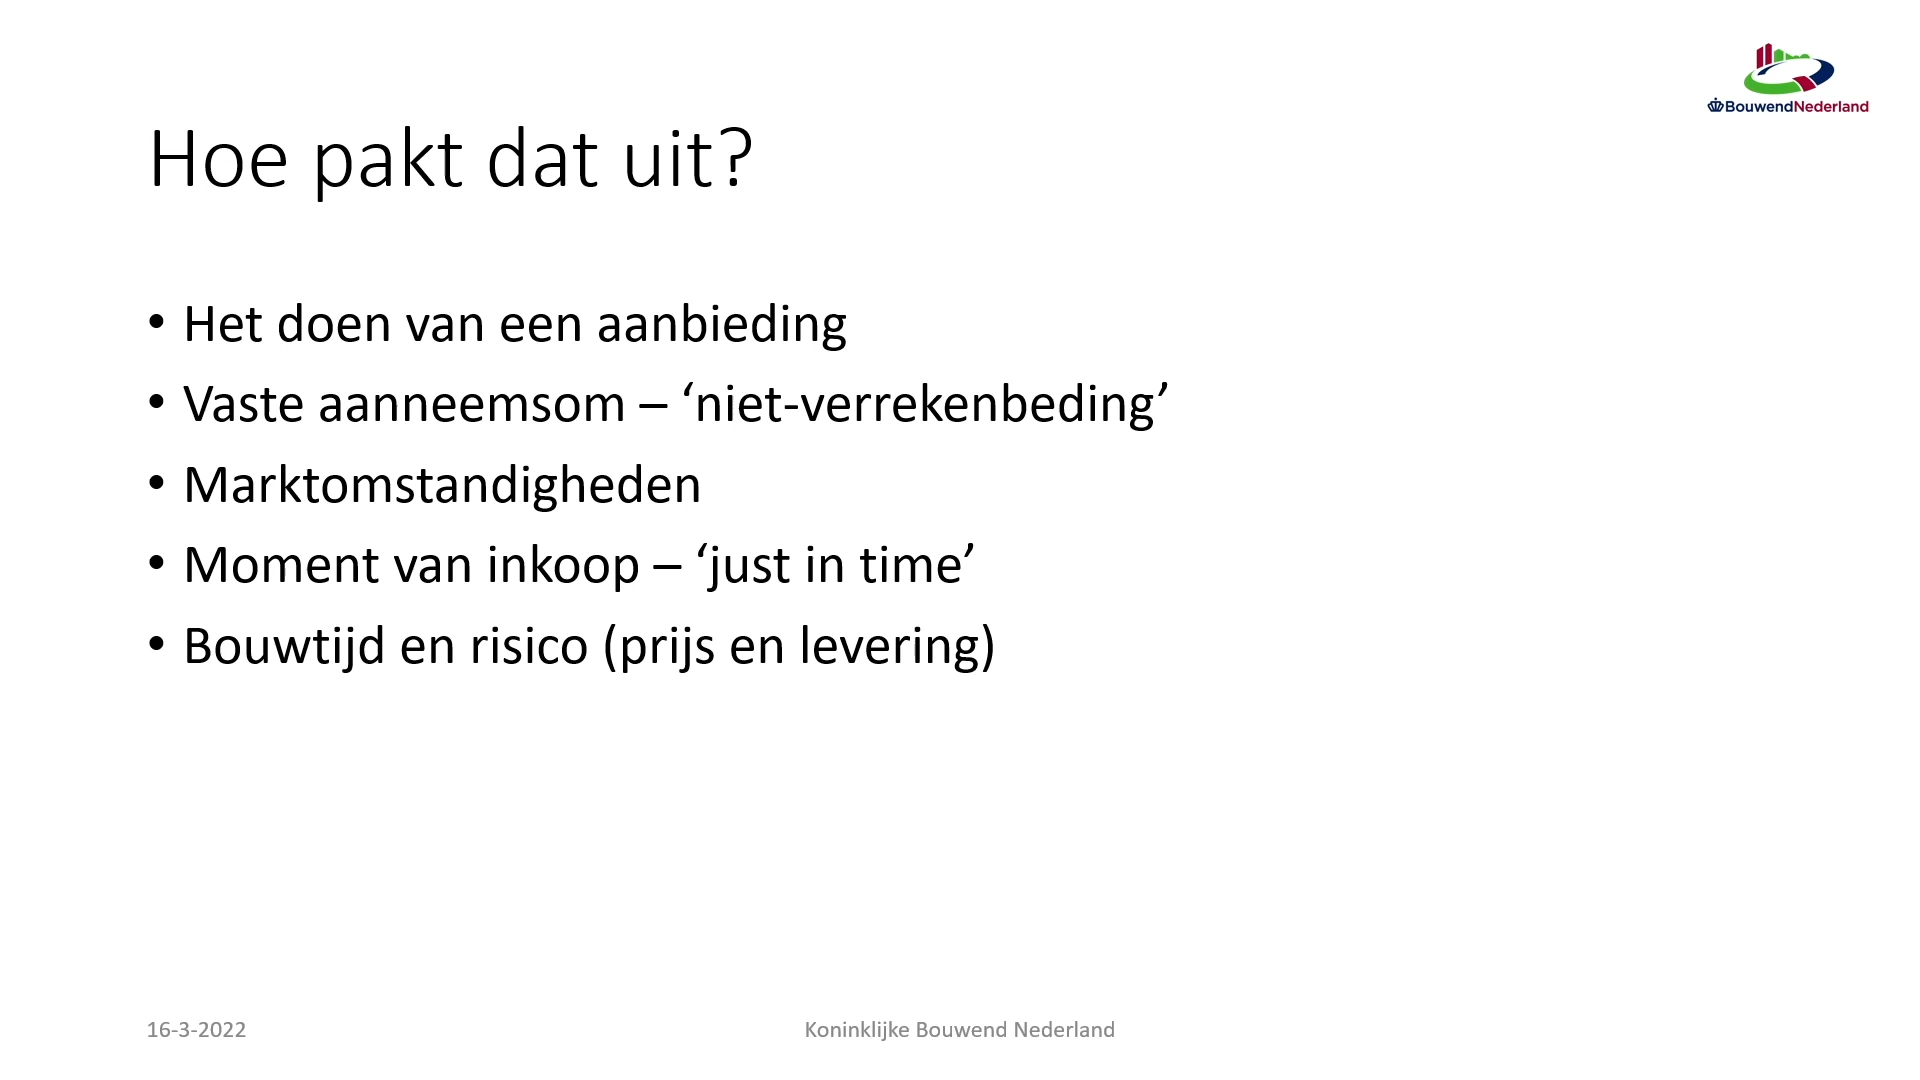 BouwendNederland
Hoe pakt dat uit?
• Het doen van een aanbieding
• Vaste aanneemsom – ‘niet-verrekenbeding’
• Marktomstandigheden
• Moment van inkoop – ‘just in time’
• Bouwtijd en risico (prijs en levering)
16-3-2022
Koninklijke Bouwend Nederland